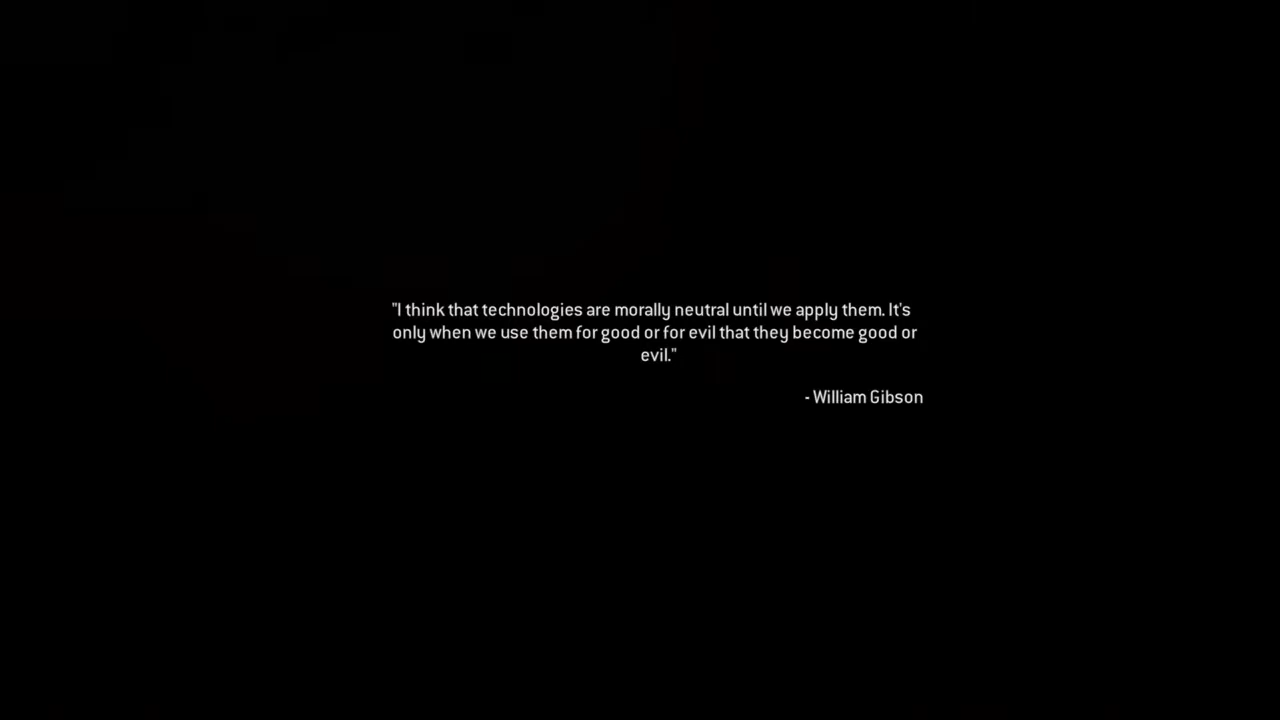 "I think that technologies are morally neutral until we apply them. It's
only when we use them for good or for evil that they become good or
evil."
- William Gibson